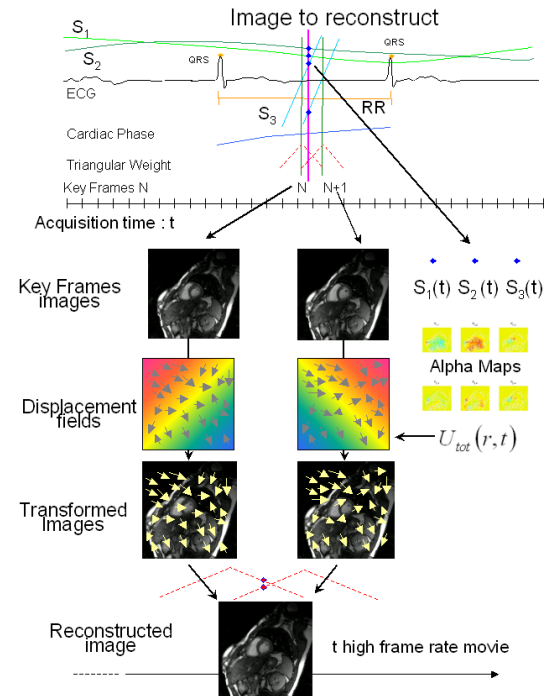 Image to reconstruct
S1
S2
QRS
QRS
ECG
S3
RR
Cardiac Phase
Triangular Weight
Key Frames N
N
N+1
Acquisition time : t
Key Frames
images
S1(t) S2(t) S3(t)
Alpha Maps
Displacement
fields
Utot(r,t)
Transformed
Images
Reconstructed
image
t high frame rate movie